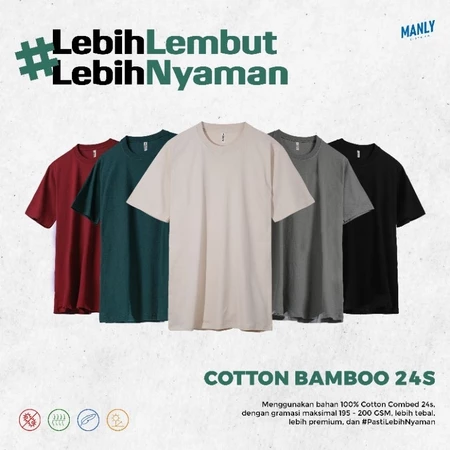 #LebihLembut
LebihNyaman
MANLY
COTTON BAMBOO 24S
Menggunakan bahan 100% Cotton Combed 24s,
dengan gramasi maksimal 195 - 200 GSM, lebih tebal,
lebih premium, dan #PastiLebihNyaman